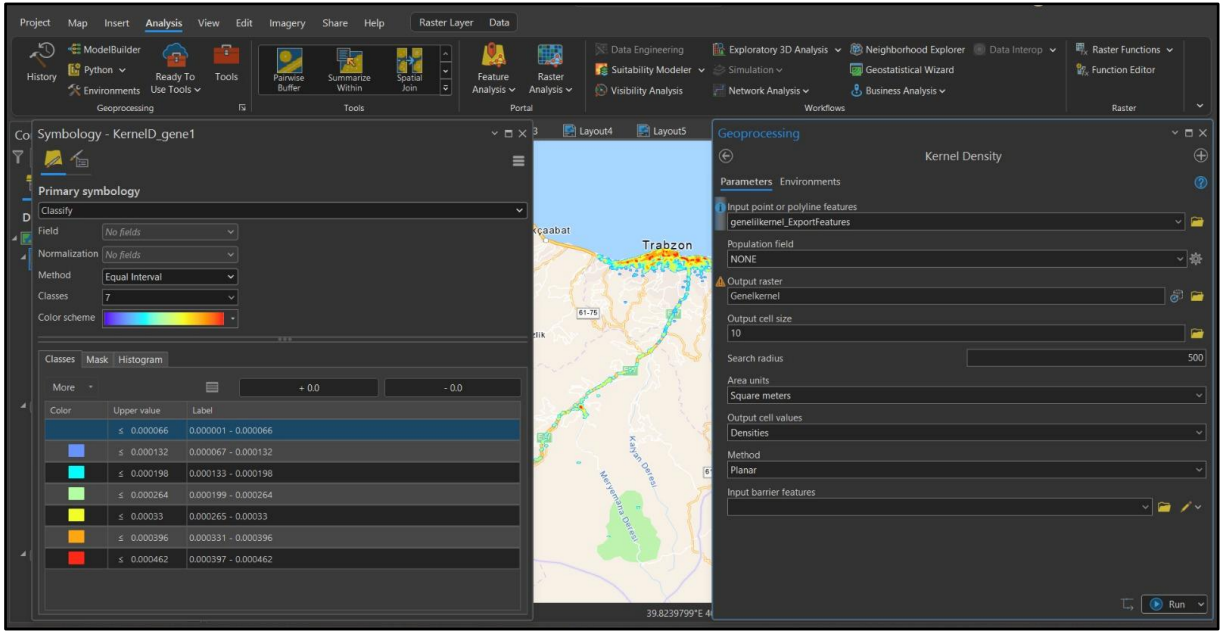 Project Map Insert Analysis View Edit Imagery Share Help Raster Layer Data
History
ModelBuilder
Python
Environments
Ready To
Use Tools
Tools
Geoprocessing
Pairwise
Buffer
Summarize
Within
Spatial
Join
Tools
Feature
Analysis
Raster
Analysis
Portal
Data Engineering
Suitability Modeler
Visibility Analysis
Exploratory 3D Analysis
Simulation
Network Analysis
Neighborhood Explorer
Geostatistical Wizard
Business Analysis
Data Interop
Workflows
Raster Functions
Function Editor
Raster
Co
D
Symbology - KernelD_gene1
Primary symbology
Classify
Field No fields
Normalization No fields
Method Equal Interval
Classes 7
Color scheme
Classes Mask Histogram
More + 0.0 - 0.0
Color Upper value Label
≤ 0.000066 0.000001 - 0.000066
≤ 0.000132 0.000067 - 0.000132
≤ 0.000198 0.000133 - 0.000198
≤ 0.000264 0.000199 - 0.000264
≤ 0.00033 0.000265 - 0.00033
≤ 0.000396 0.000331 - 0.000396
≤ 0.000462 0.000397 - 0.000462
3 Layout4 Layout5
kçaabat
Trabzon
61-75
zlik
Kalyan Deresi
Meryemana Deresi
39.8239799°E
Geoprocessing
Kernel Density
Parameters Environments
Input point or polyline features
genelilkernel_ExportFeatures
Population field
NONE
Output raster
Genelkernel
Output cell size
10
Search radius 500
Area units
Square meters
Output cell values
Densities
Method
Planar
Input barrier features
Run